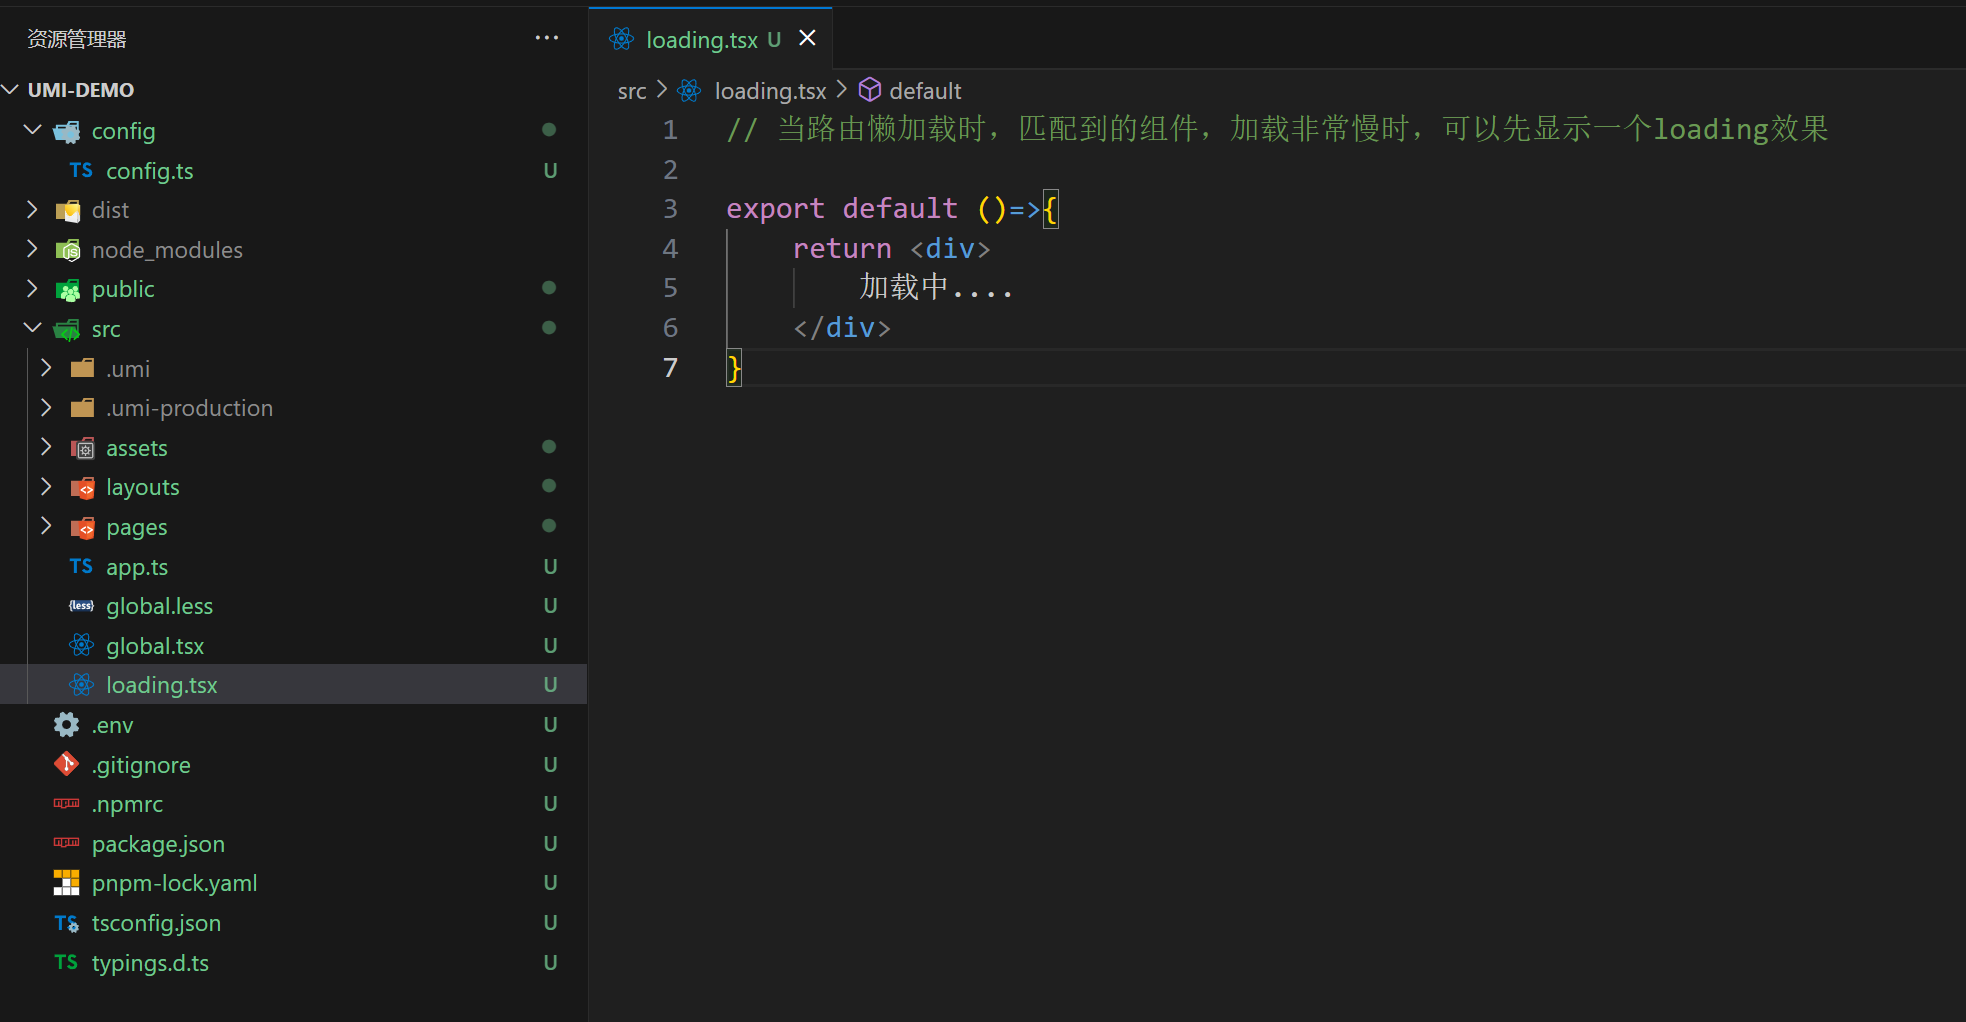 资源管理器
UMI-DEMO
config
TS config.ts U
dist
node_modules
public
src
.umi
.umi-production
assets
layouts
pages
TS app.ts U
{less} global.less U
global.tsx U
loading.tsx U
.env U
.gitignore U
.npmrc U
package.json U
pnpm-lock.yaml U
TS tsconfig.json U
TS typings.d.ts U
loading.tsx U
src > loading.tsx > default
1 // 当路由懒加载时，匹配到的组件，加载非常慢时，可以先显示一个loading效果
2
3 export default ()=>{
4     return <div>
5         加载中....
6     </div>
7 }